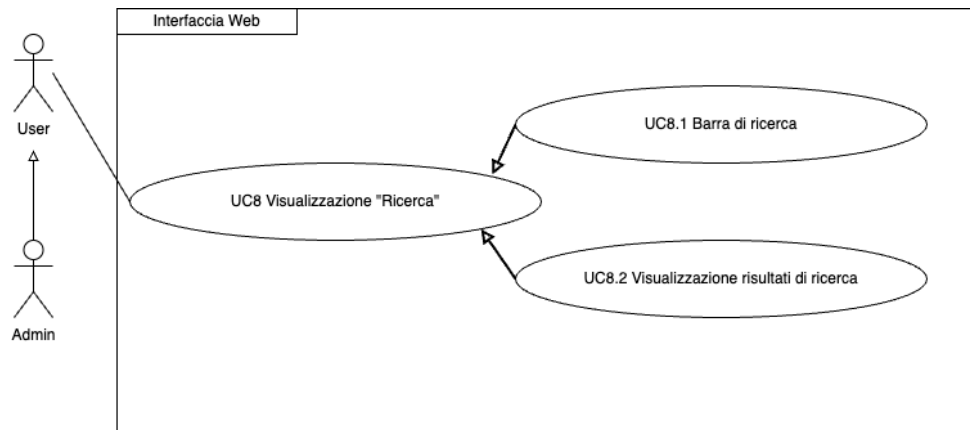 Interfaccia Web
User
UC8.1 Barra di ricerca
UC8 Visualizzazione "Ricerca"
UC8.2 Visualizzazione risultati di ricerca
Admin